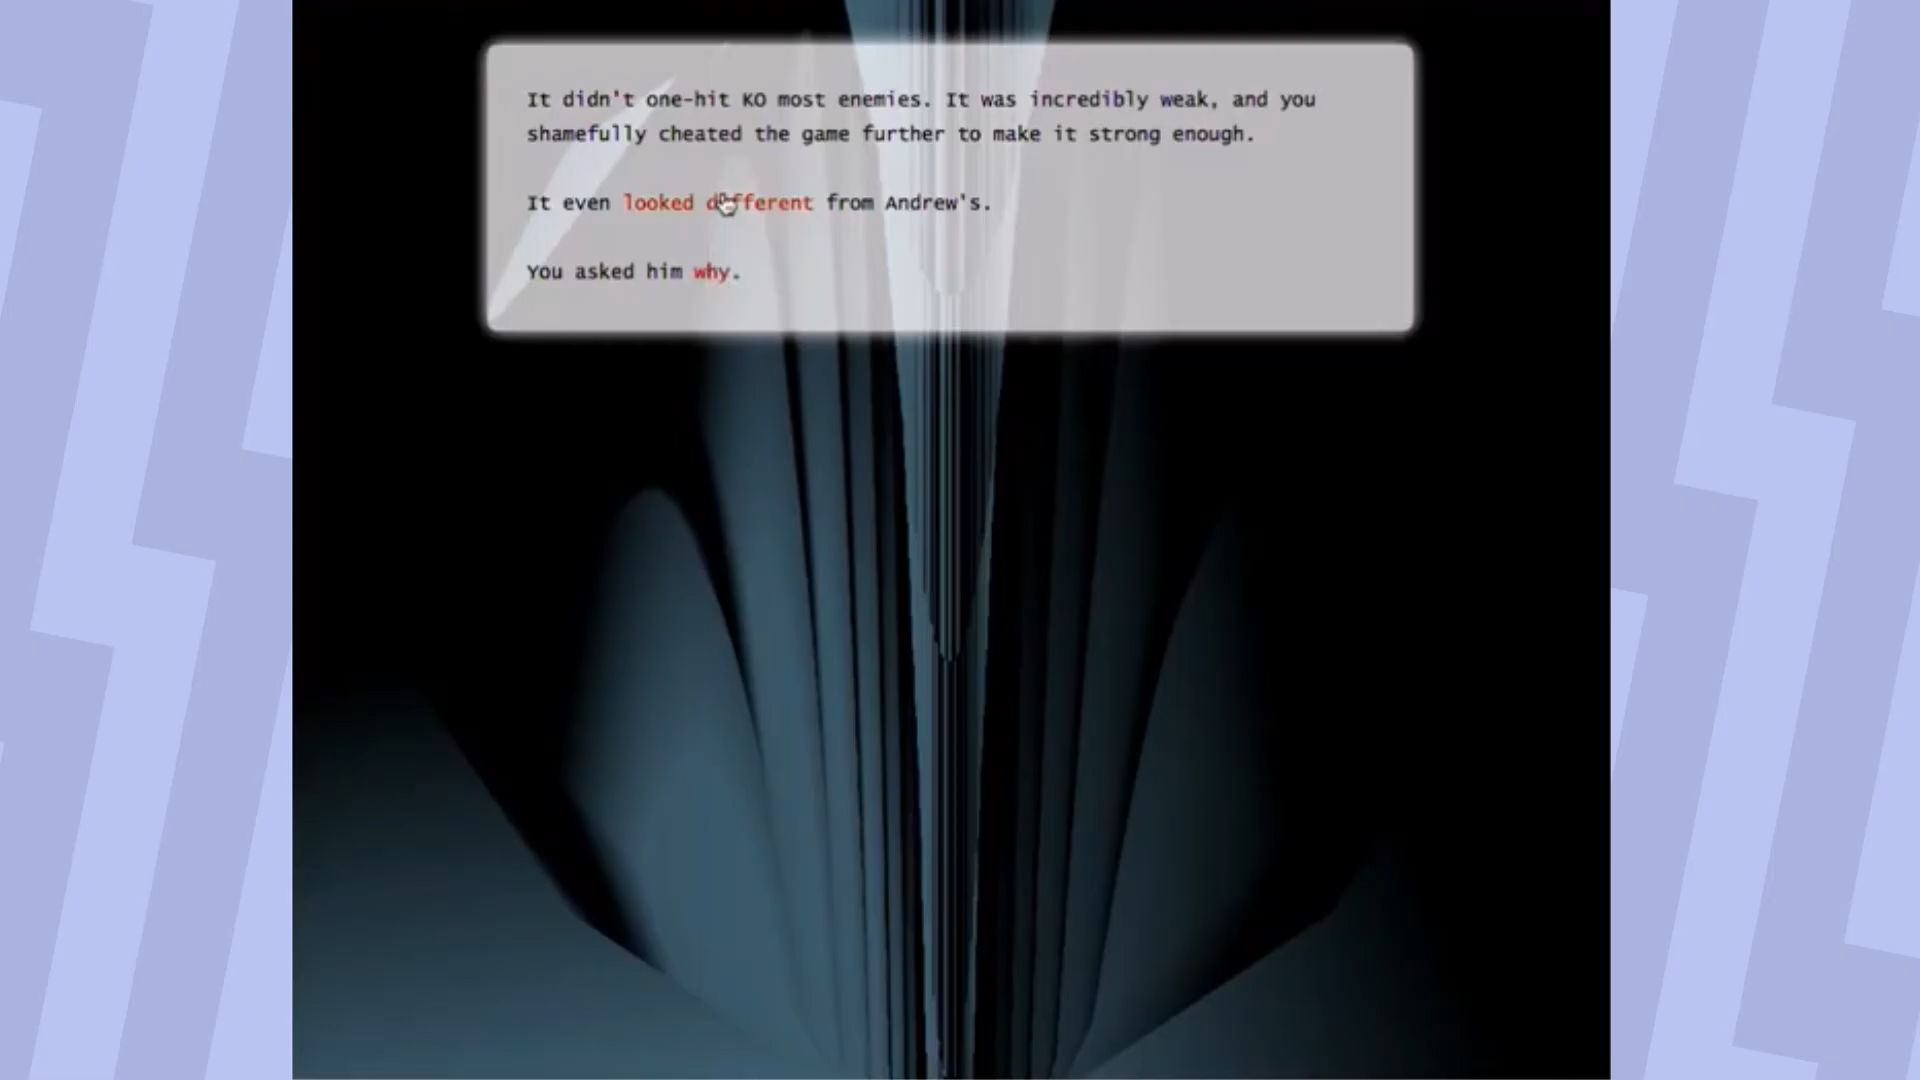 It didn't one-hit KO most enemies. It was incredibly weak, and you
shamefully cheated the game further to make it strong enough.
It even looked different from Andrew's.
You asked him why.